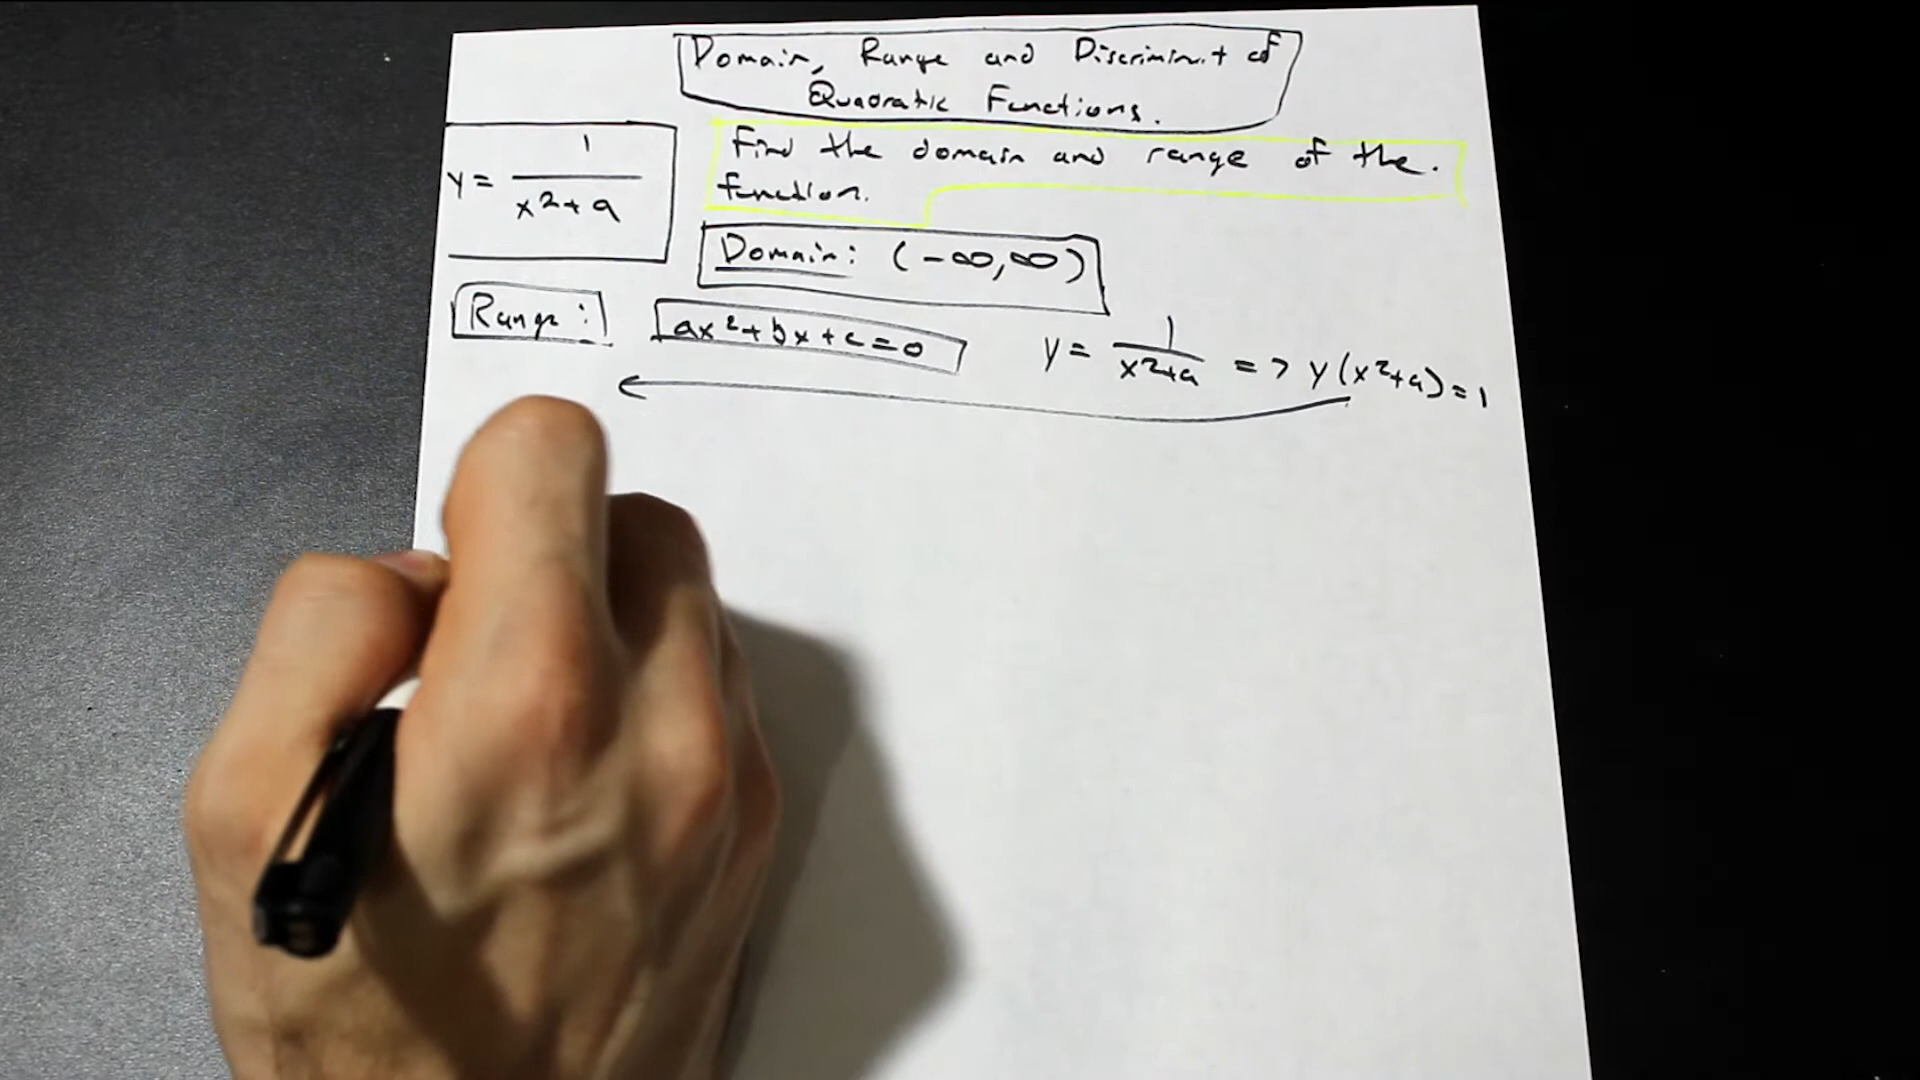 Domain, Range and Discriminant of
Quadratic Functions.
y = 1/(x²+9)
Find the domain and range of the.
function.
Domain: (-∞,∞)
Range: ax²+bx+c=0 y = 1/(x²+9) => y(x²+9)=1